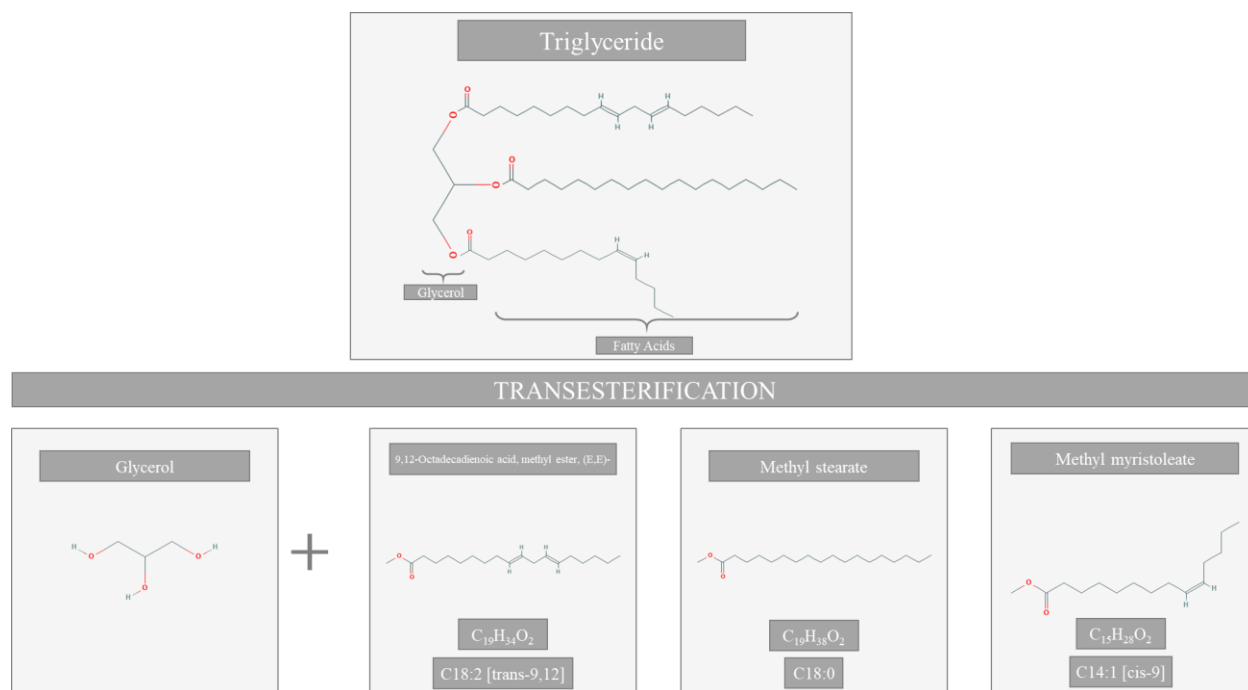 Triglyceride
O
H
H
O
H
H
O
O
O
H
H
O
Glycerol
Fatty Acids
TRANSESTERIFICATION
Glycerol
9,12-Octadecadienoic acid, methyl ester, (E,E)-
Methyl stearate
Methyl myristoleate
H
O
O
H
O
H
+
O
O
H
H
H
H
O
O
O
O
H
H
C₁₉H₃₄O₂
C₁₉H₃₈O₂
C₁₅H₂₈O₂
C18:2 [trans-9,12]
C18:0
C14:1 [cis-9]